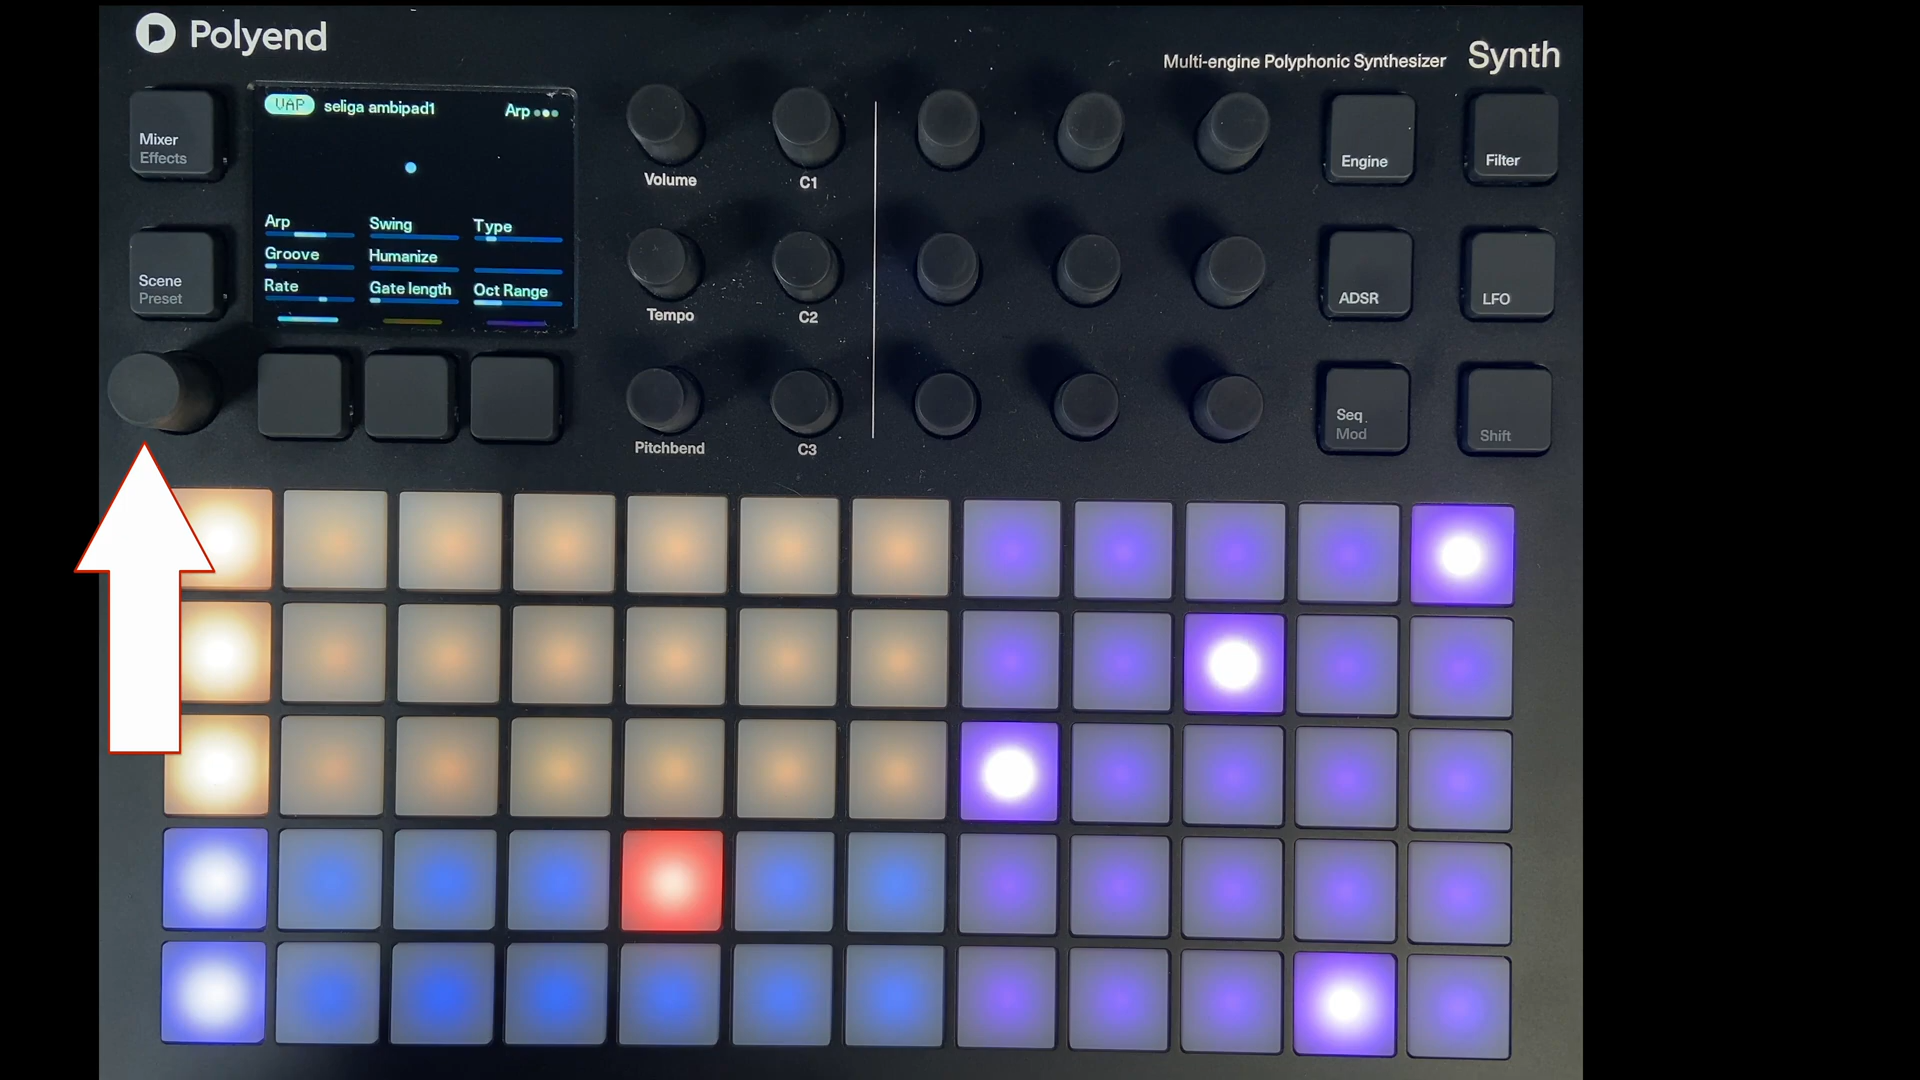 Polyend
Multi-engine Polyphonic Synthesizer Synth
Mixer
Effects
VAP seliga ambipad1 Arp
Arp Swing Type
Groove Humanize
Rate Gate length Oct Range
Scene
Preset
Volume C1
Tempo C2
Pitchbend C3
Engine Filter
ADSR LFO
Seq
Mod
Shift